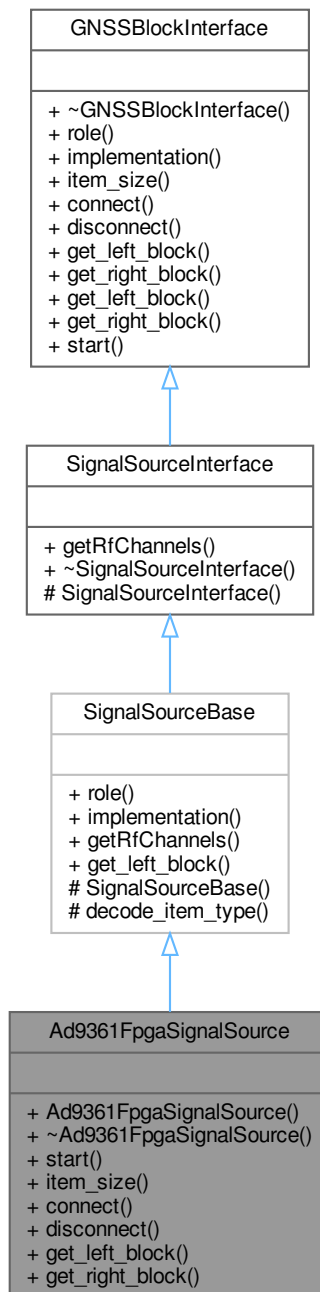 GNSSBlockInterface
+ ~GNSSBlockInterface()
+ role()
+ implementation()
+ item_size()
+ connect()
+ disconnect()
+ get_left_block()
+ get_right_block()
+ get_left_block()
+ get_right_block()
+ start()
SignalSourceInterface
+ getRfChannels()
+ ~SignalSourceInterface()
# SignalSourceInterface()
SignalSourceBase
+ role()
+ implementation()
+ getRfChannels()
+ get_left_block()
# SignalSourceBase()
# decode_item_type()
Ad9361FpgaSignalSource
+ Ad9361FpgaSignalSource()
+ ~Ad9361FpgaSignalSource()
+ start()
+ item_size()
+ connect()
+ disconnect()
+ get_left_block()
+ get_right_block()